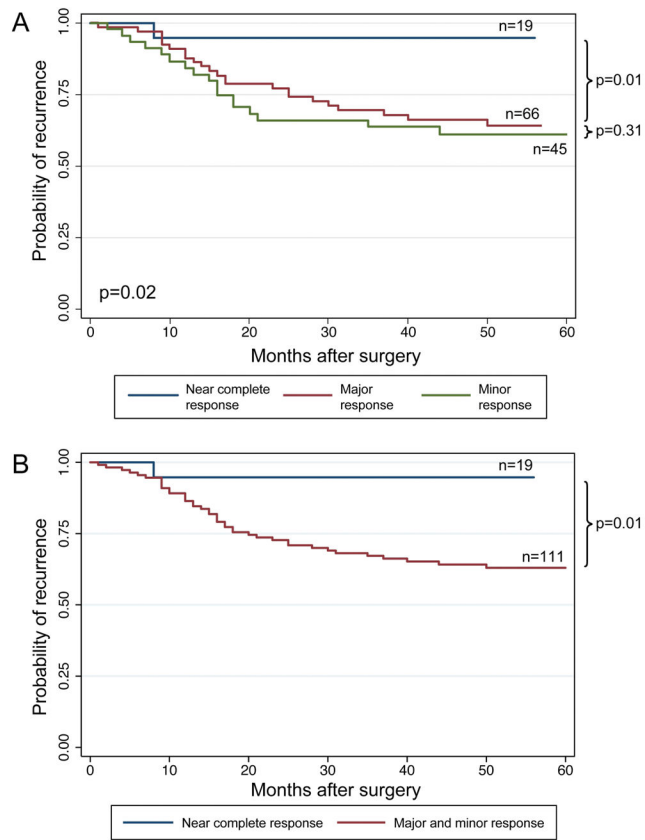 A
Probability of recurrence
1.00
0.75
0.50
0.25
0.00
n=19
n=66
n=45
p=0.01
p=0.31
p=0.02
0 10 20 30 40 50 60
Months after surgery
Near complete response
Major response
Minor response
B
Probability of recurrence
1.00
0.75
0.50
0.25
0.00
n=19
n=111
p=0.01
0 10 20 30 40 50 60
Months after surgery
Near complete response Major and minor response